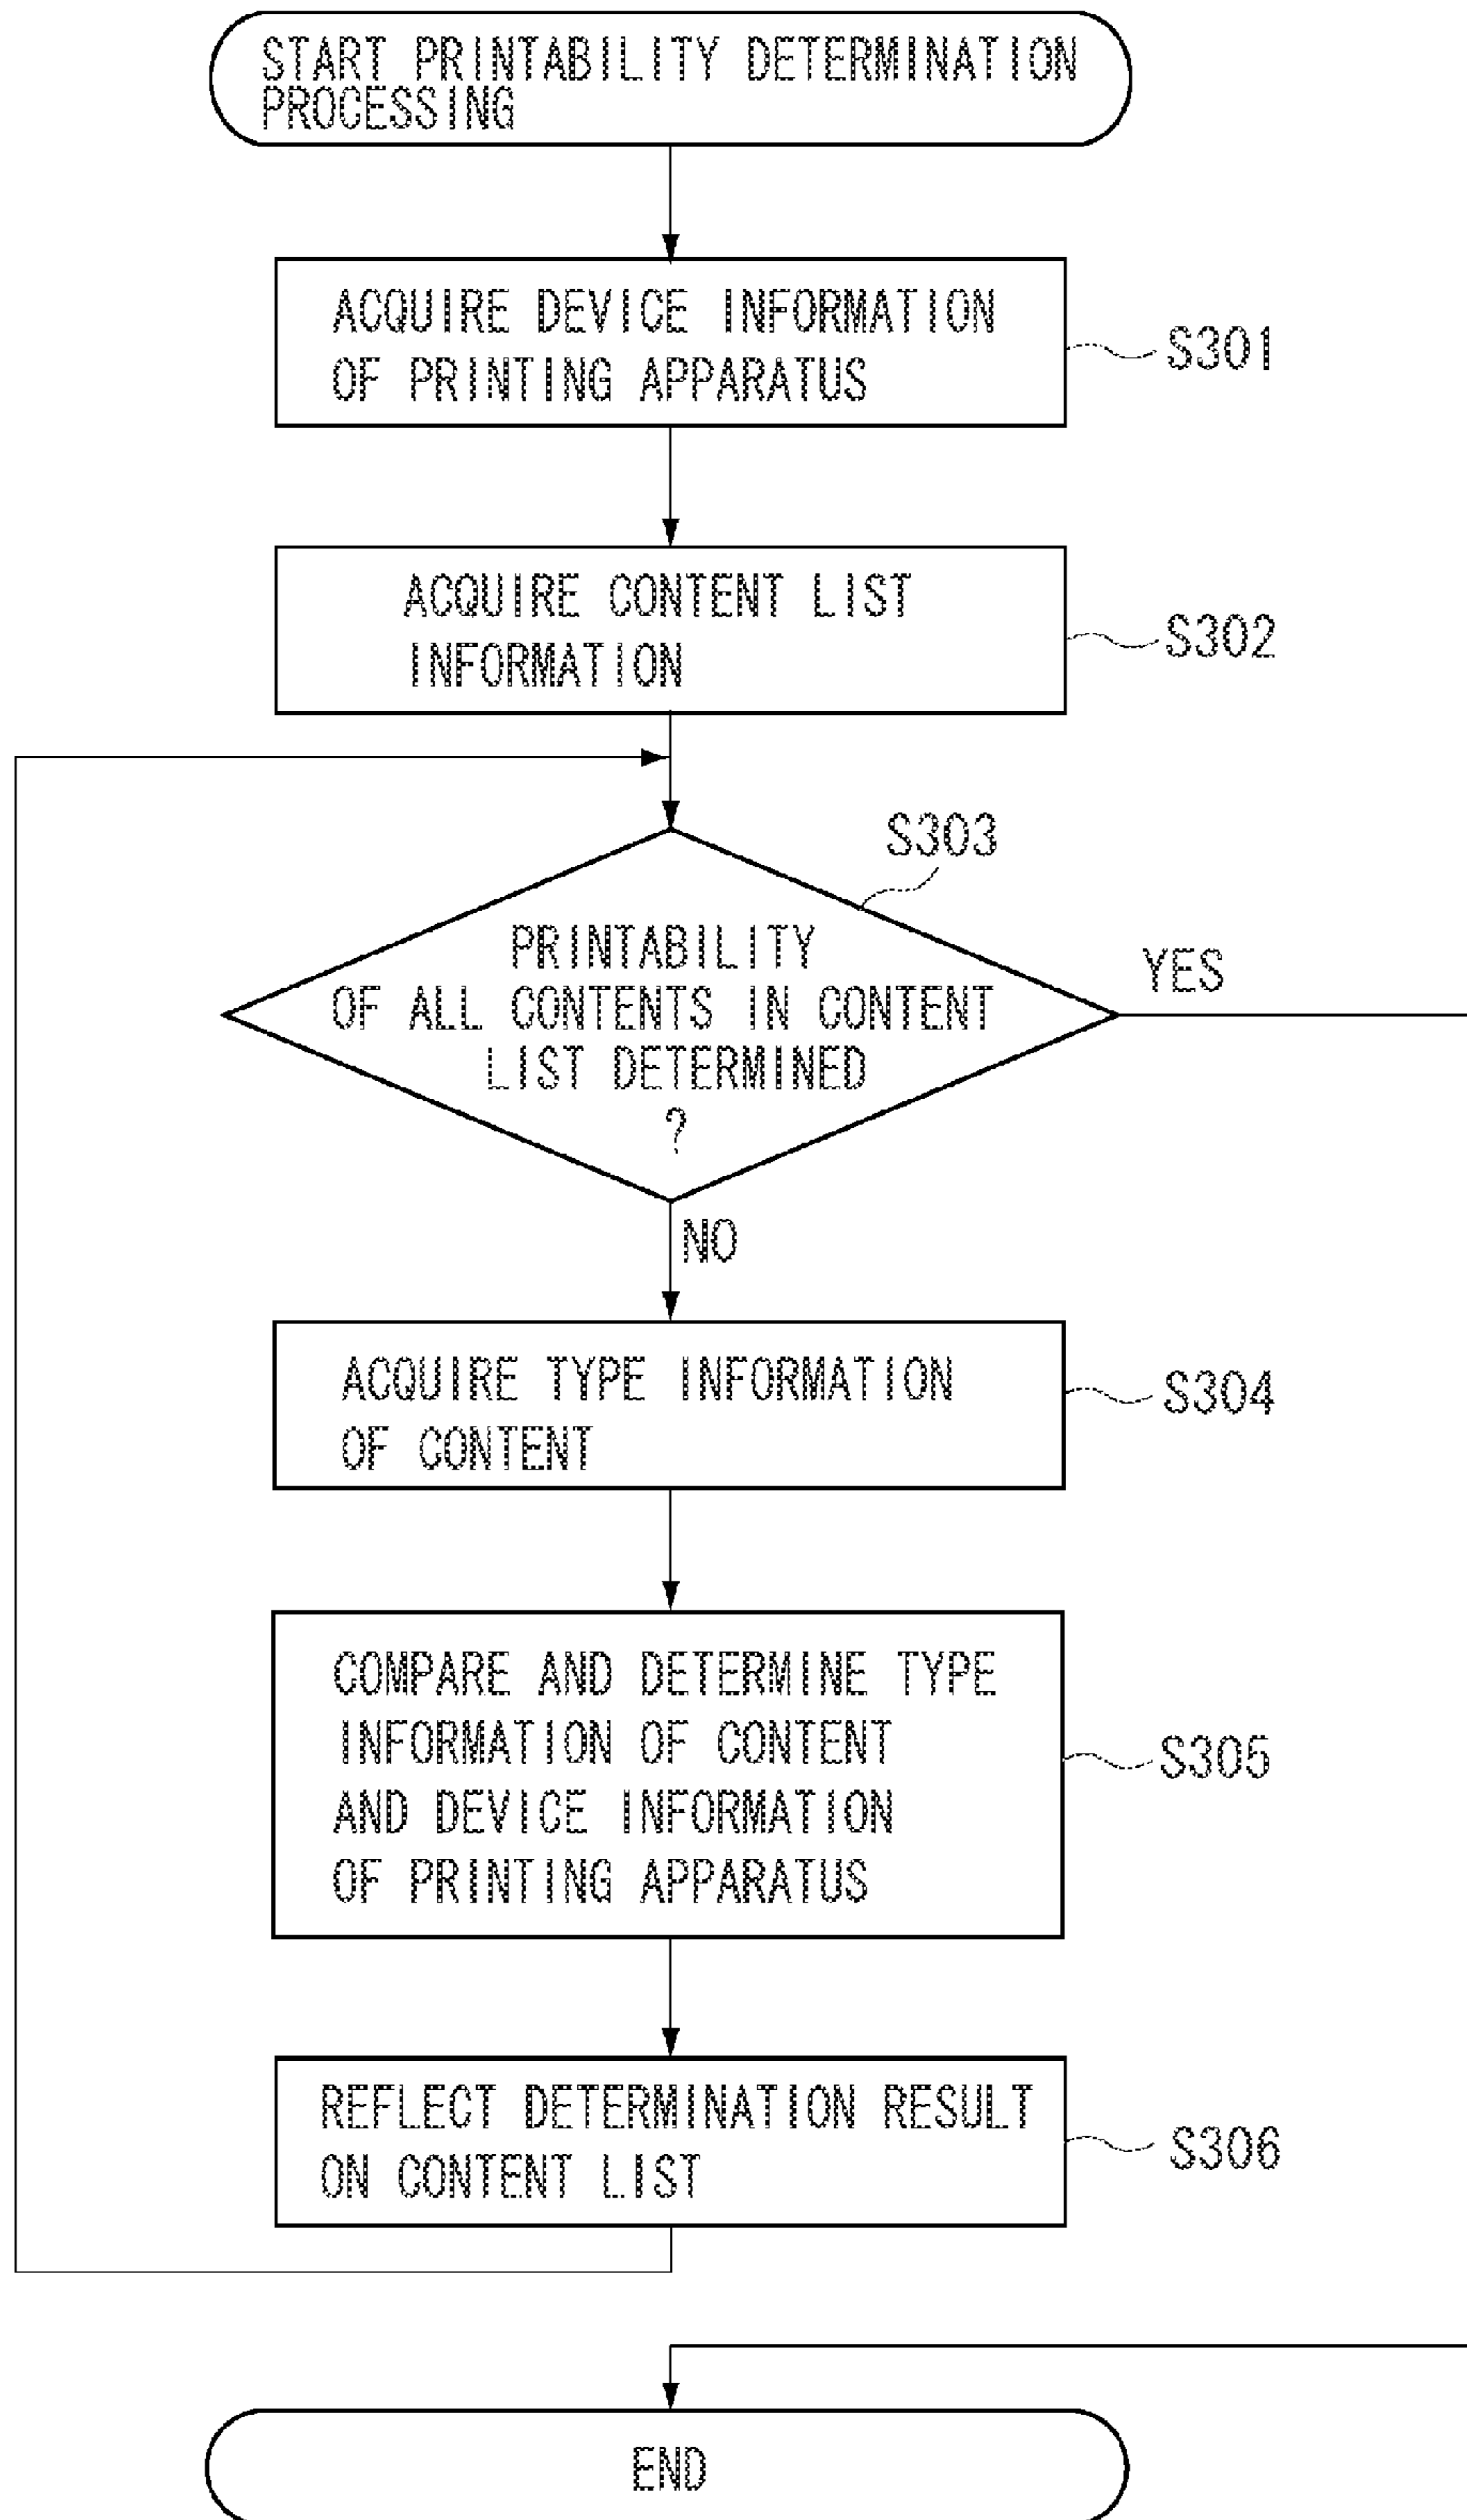 START PRINTABILITY DETERMINATION
PROCESSING
ACQUIRE DEVICE INFORMATION
OF PRINTING APPARATUS
S301
ACQUIRE CONTENT LIST
INFORMATION
S302
S303
PRINTABILITY
OF ALL CONTENTS IN CONTENT
LIST DETERMINED
?
YES
NO
ACQUIRE TYPE INFORMATION
OF CONTENT
S304
COMPARE AND DETERMINE TYPE
INFORMATION OF CONTENT
AND DEVICE INFORMATION
OF PRINTING APPARATUS
S305
REFLECT DETERMINATION RESULT
ON CONTENT LIST
S306
END